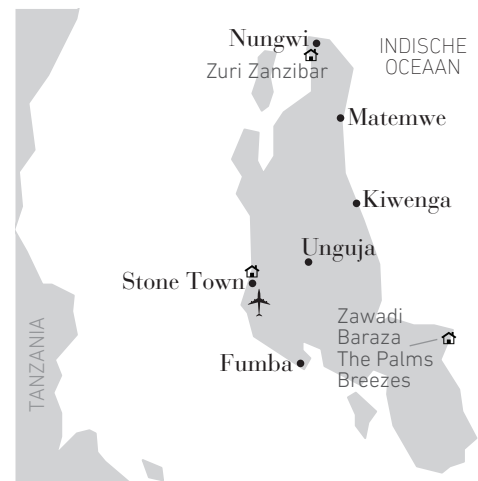 Nungwi
INDISCHE
OCEAAN
Zuri Zanzibar
Matemwe
Kiwenga
Unguja
Stone Town
Zawadi
Baraza
The Palms
Breezes
TANZANIA
Fumba